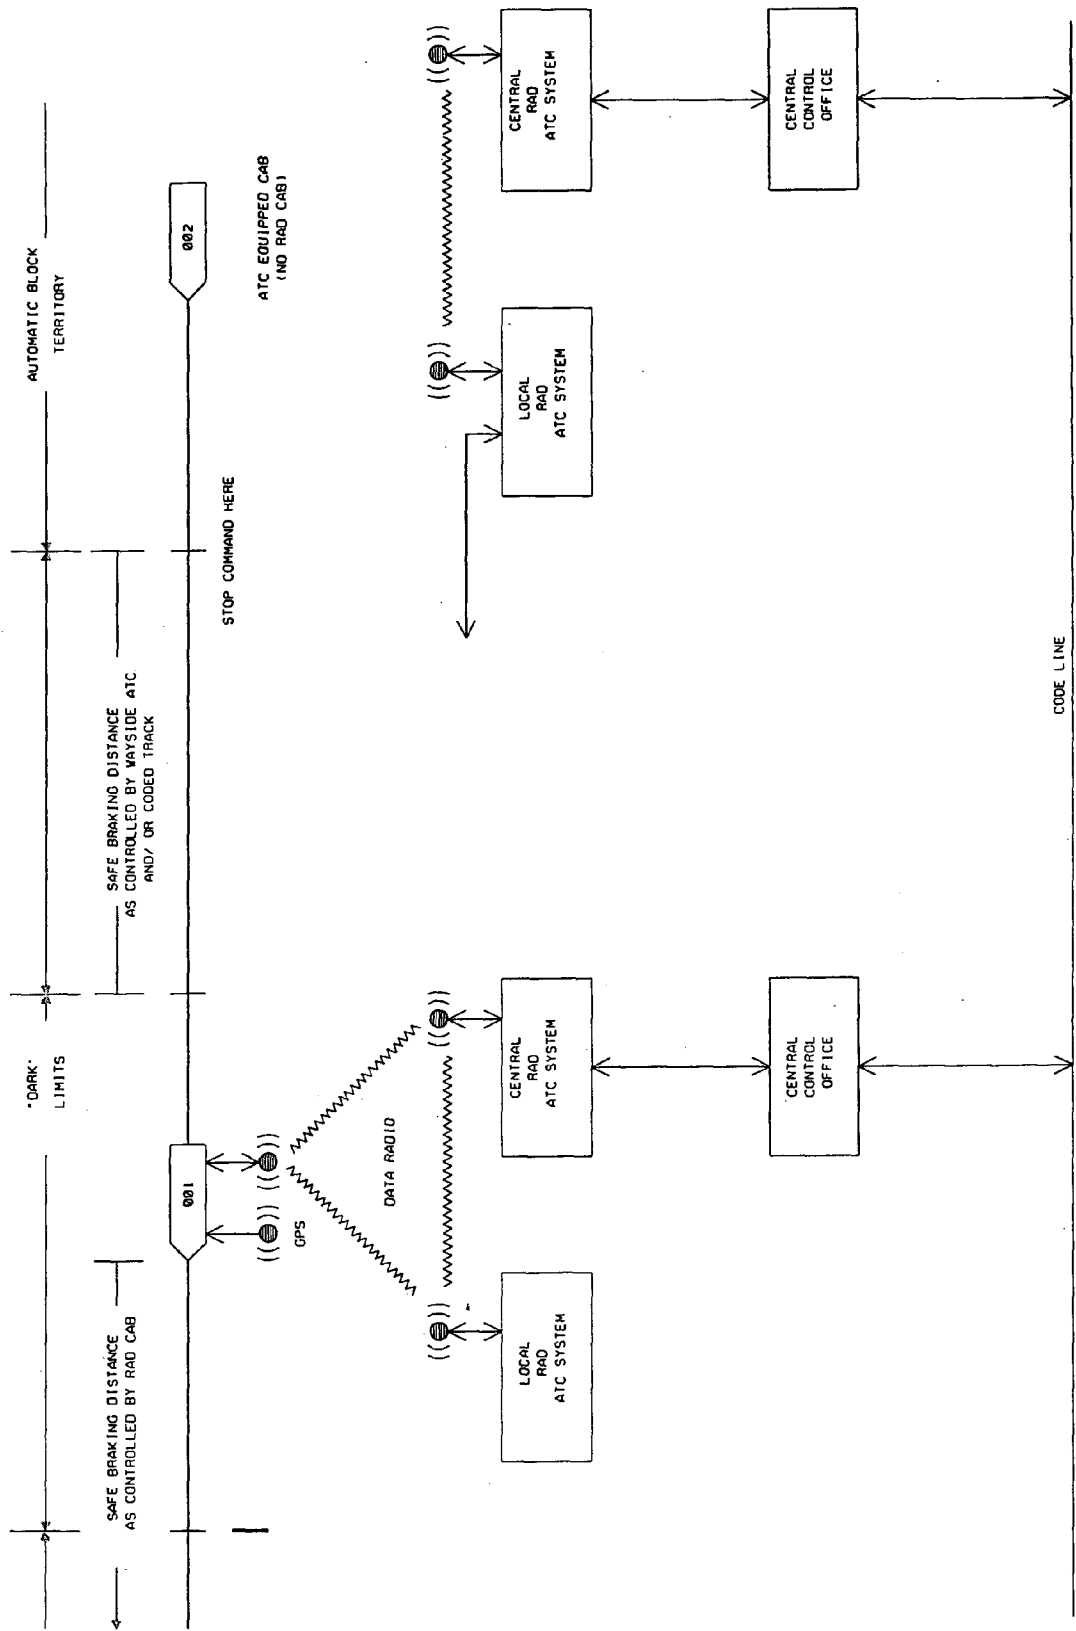 "DARK"
LIMITS
AUTOMATIC BLOCK
TERRITORY
SAFE BRAKING DISTANCE
AS CONTROLLED BY RAD CAB
SAFE BRAKING DISTANCE
AS CONTROLLED BY WAYSIDE ATC
AND/ OR CODED TRACK
001
002
STOP COMMAND HERE
ATC EQUIPPED CAB
(NO RAD CAB)
GPS
DATA RADIO
LOCAL
RAD
ATC SYSTEM
CENTRAL
RAD
ATC SYSTEM
LOCAL
RAD
ATC SYSTEM
CENTRAL
RAD
ATC SYSTEM
CENTRAL
CONTROL
OFFICE
CENTRAL
CONTROL
OFFICE
CODE LINE